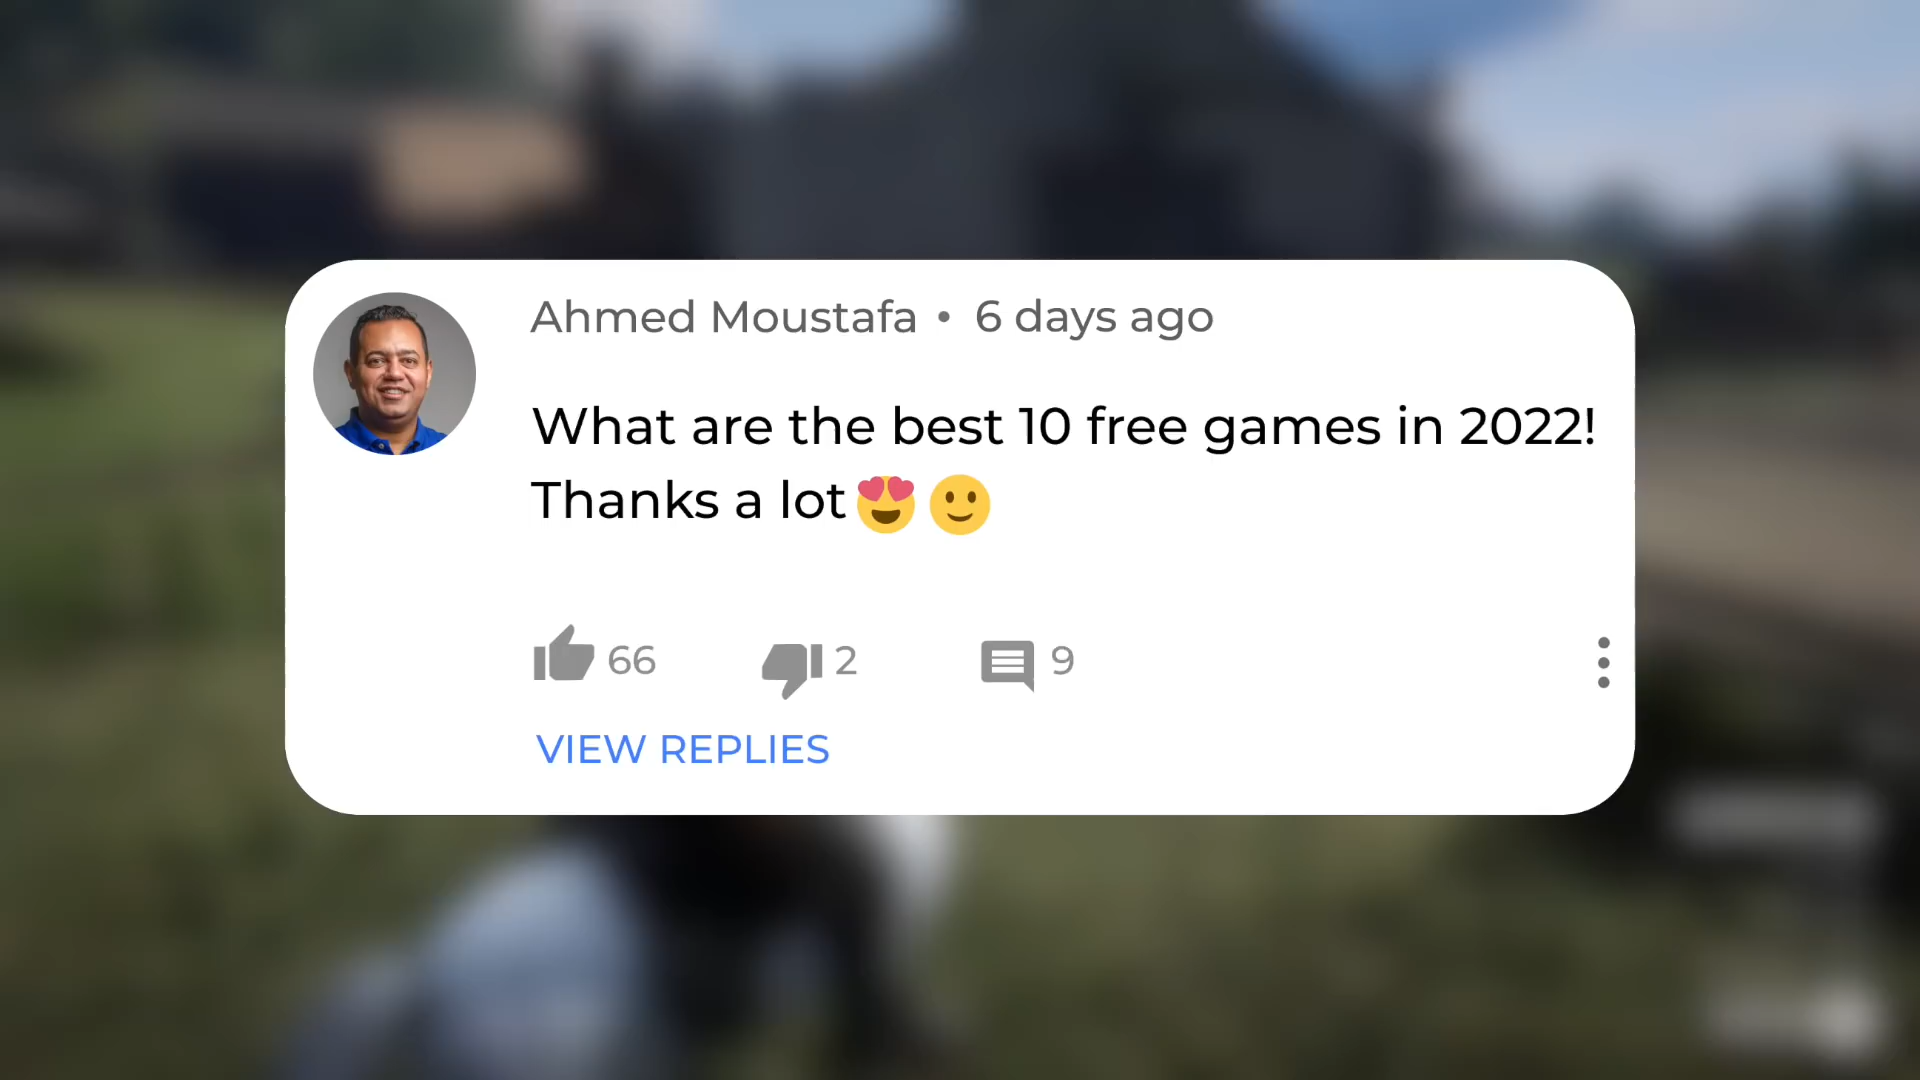 Ahmed Moustafa • 6 days ago
What are the best 10 free games in 2022!
Thanks a lot😍🙂
66 2 9
VIEW REPLIES